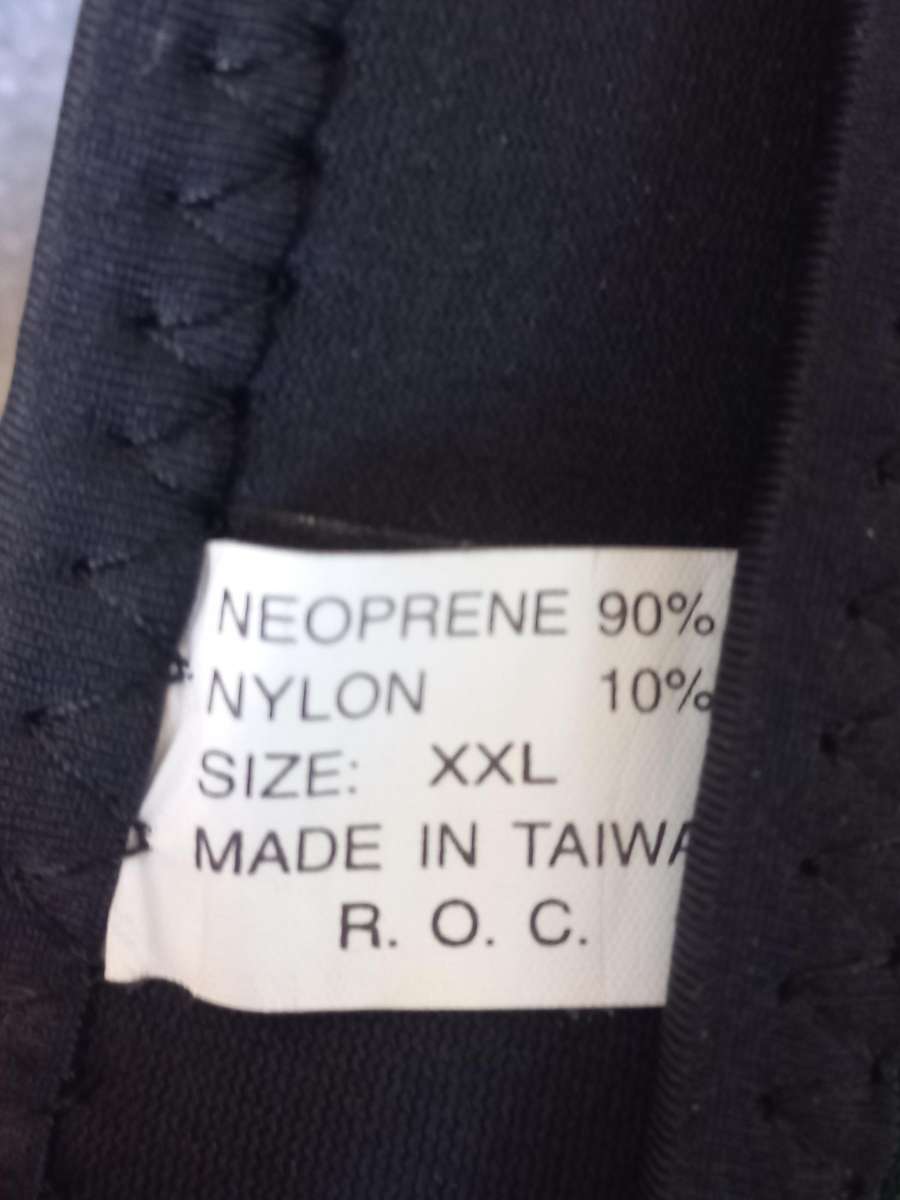 NEOPRENE 90%
NYLON 10%
SIZE: XXL
MADE IN TAIWA
R. O. C.